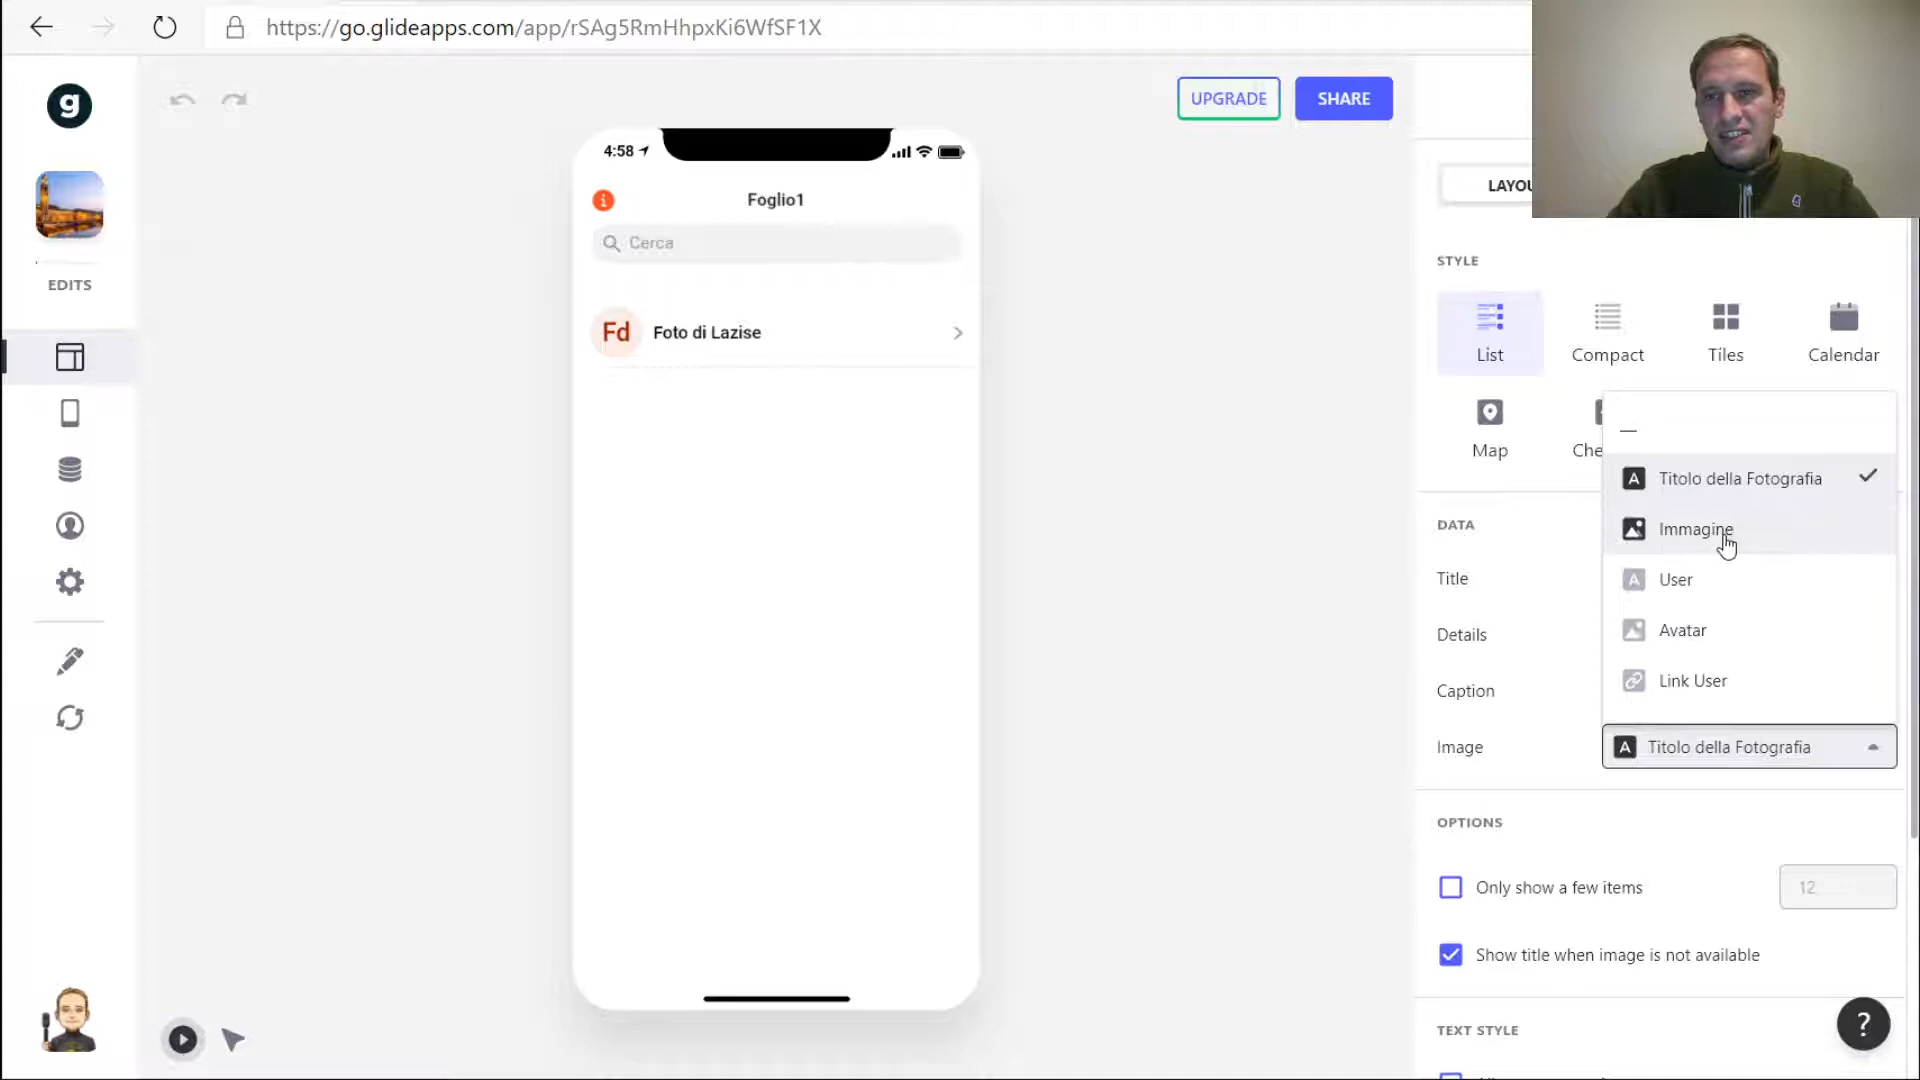 https://go.glideapps.com/app/rSAg5RmHhpxKi6WfSF1X
g
UPGRADE
SHARE
4:58
Foglio1
Cerca
Fd
Foto di Lazise
EDITS
LAYOU
STYLE
List
Compact
Tiles
Calendar
Map
Che
—
A Titolo della Fotografia
Immagine
A User
Avatar
Link User
DATA
Title
Details
Caption
Image
A Titolo della Fotografia
OPTIONS
Only show a few items
12
Show title when image is not available
TEXT STYLE
?